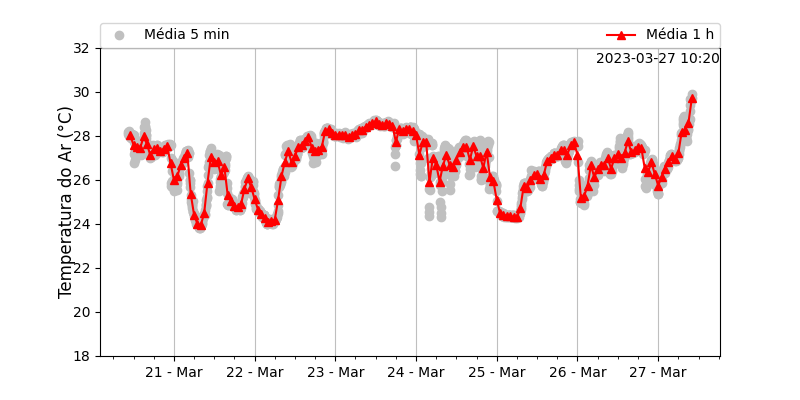 Média 5 min
Média 1 h
2023-03-27 10:20
Temperatura do Ar (°C)
32
30
28
26
24
22
20
18
21 - Mar
22 - Mar
23 - Mar
24 - Mar
25 - Mar
26 - Mar
27 - Mar